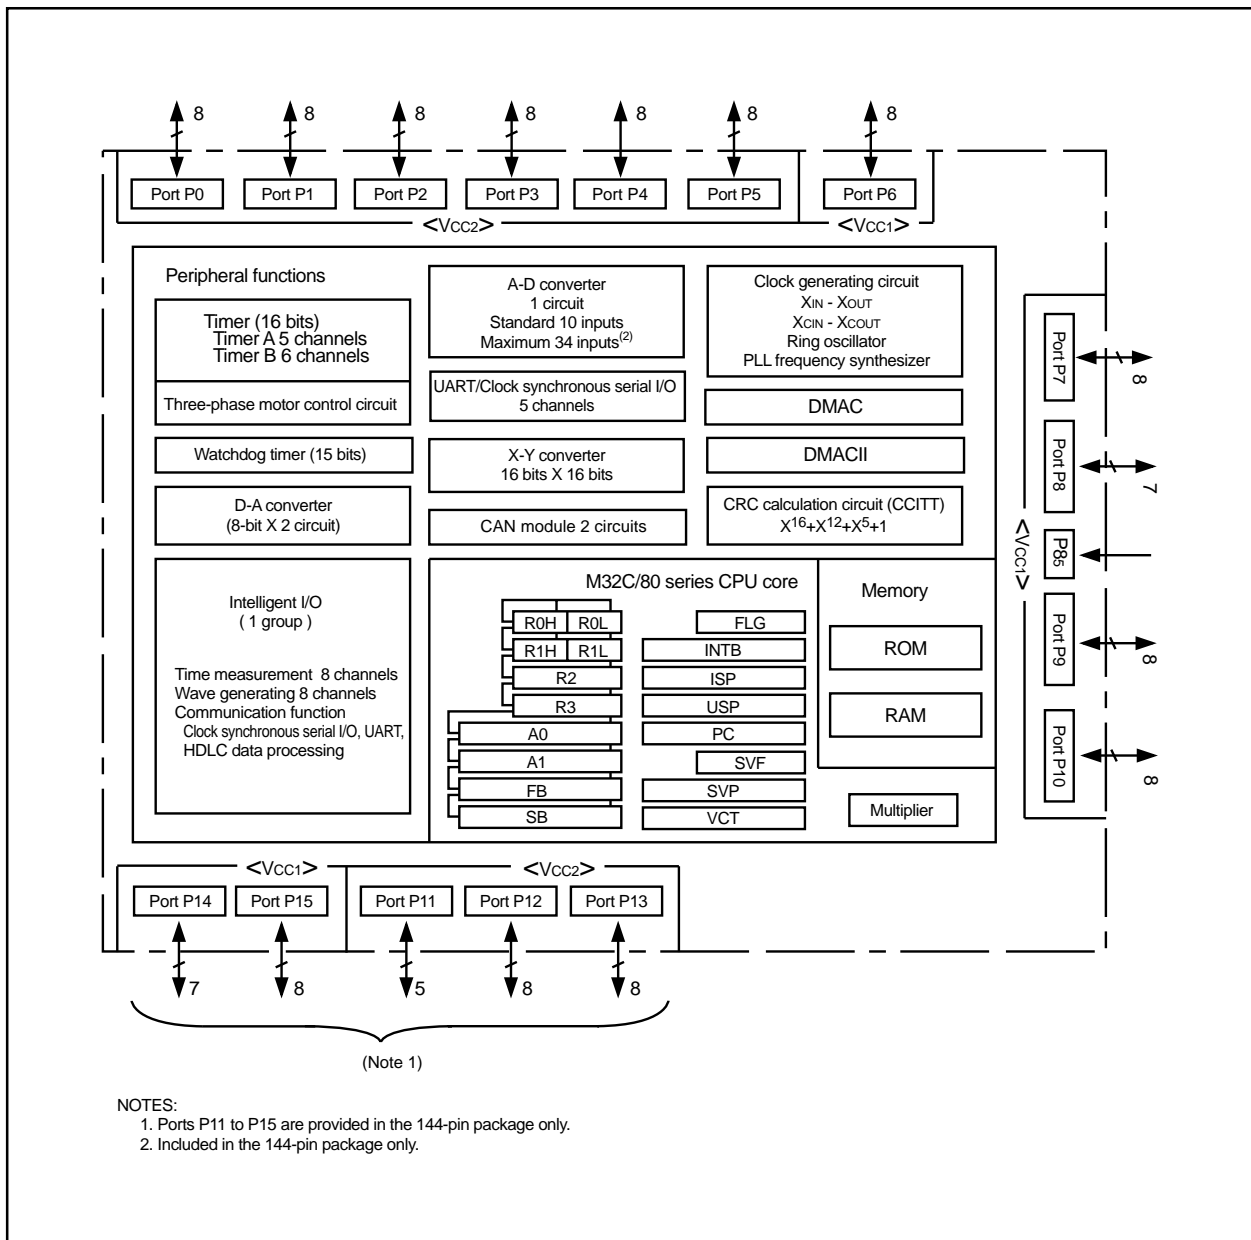 8 8 8 8 8 8 8
Port P0 Port P1 Port P2 Port P3 Port P4 Port P5 Port P6
<VCC2> <VCC1>
Peripheral functions
Timer (16 bits)
Timer A 5 channels
Timer B 6 channels
Three-phase motor control circuit
Watchdog timer (15 bits)
D-A converter
(8-bit X 2 circuit)
A-D converter
1 circuit
Standard 10 inputs
Maximum 34 inputs(2)
UART/Clock synchronous serial I/O
5 channels
X-Y converter
16 bits X 16 bits
CAN module 2 circuits
Clock generating circuit
XIN - XOUT
XCIN - XCOUT
Ring oscillator
PLL frequency synthesizer
DMAC
DMACII
CRC calculation circuit (CCITT)
X16+X12+X5+1
Intelligent I/O
( 1 group )
Time measurement 8 channels
Wave generating 8 channels
Communication function
Clock synchronous serial I/O, UART,
HDLC data processing
M32C/80 series CPU core
R0H R0L
R1H R1L
R2
R3
A0
A1
FB
SB
FLG
INTB
ISP
USP
PC
SVF
SVP
VCT
Memory
ROM
RAM
Multiplier
<VCC1>
Port P7
8
Port P8
7
P85
Port P9
8
Port P10
8
<VCC1> <VCC2>
Port P14 Port P15 Port P11 Port P12 Port P13
7 8 5 8 8
(Note 1)
NOTES:
1. Ports P11 to P15 are provided in the 144-pin package only.
2. Included in the 144-pin package only.